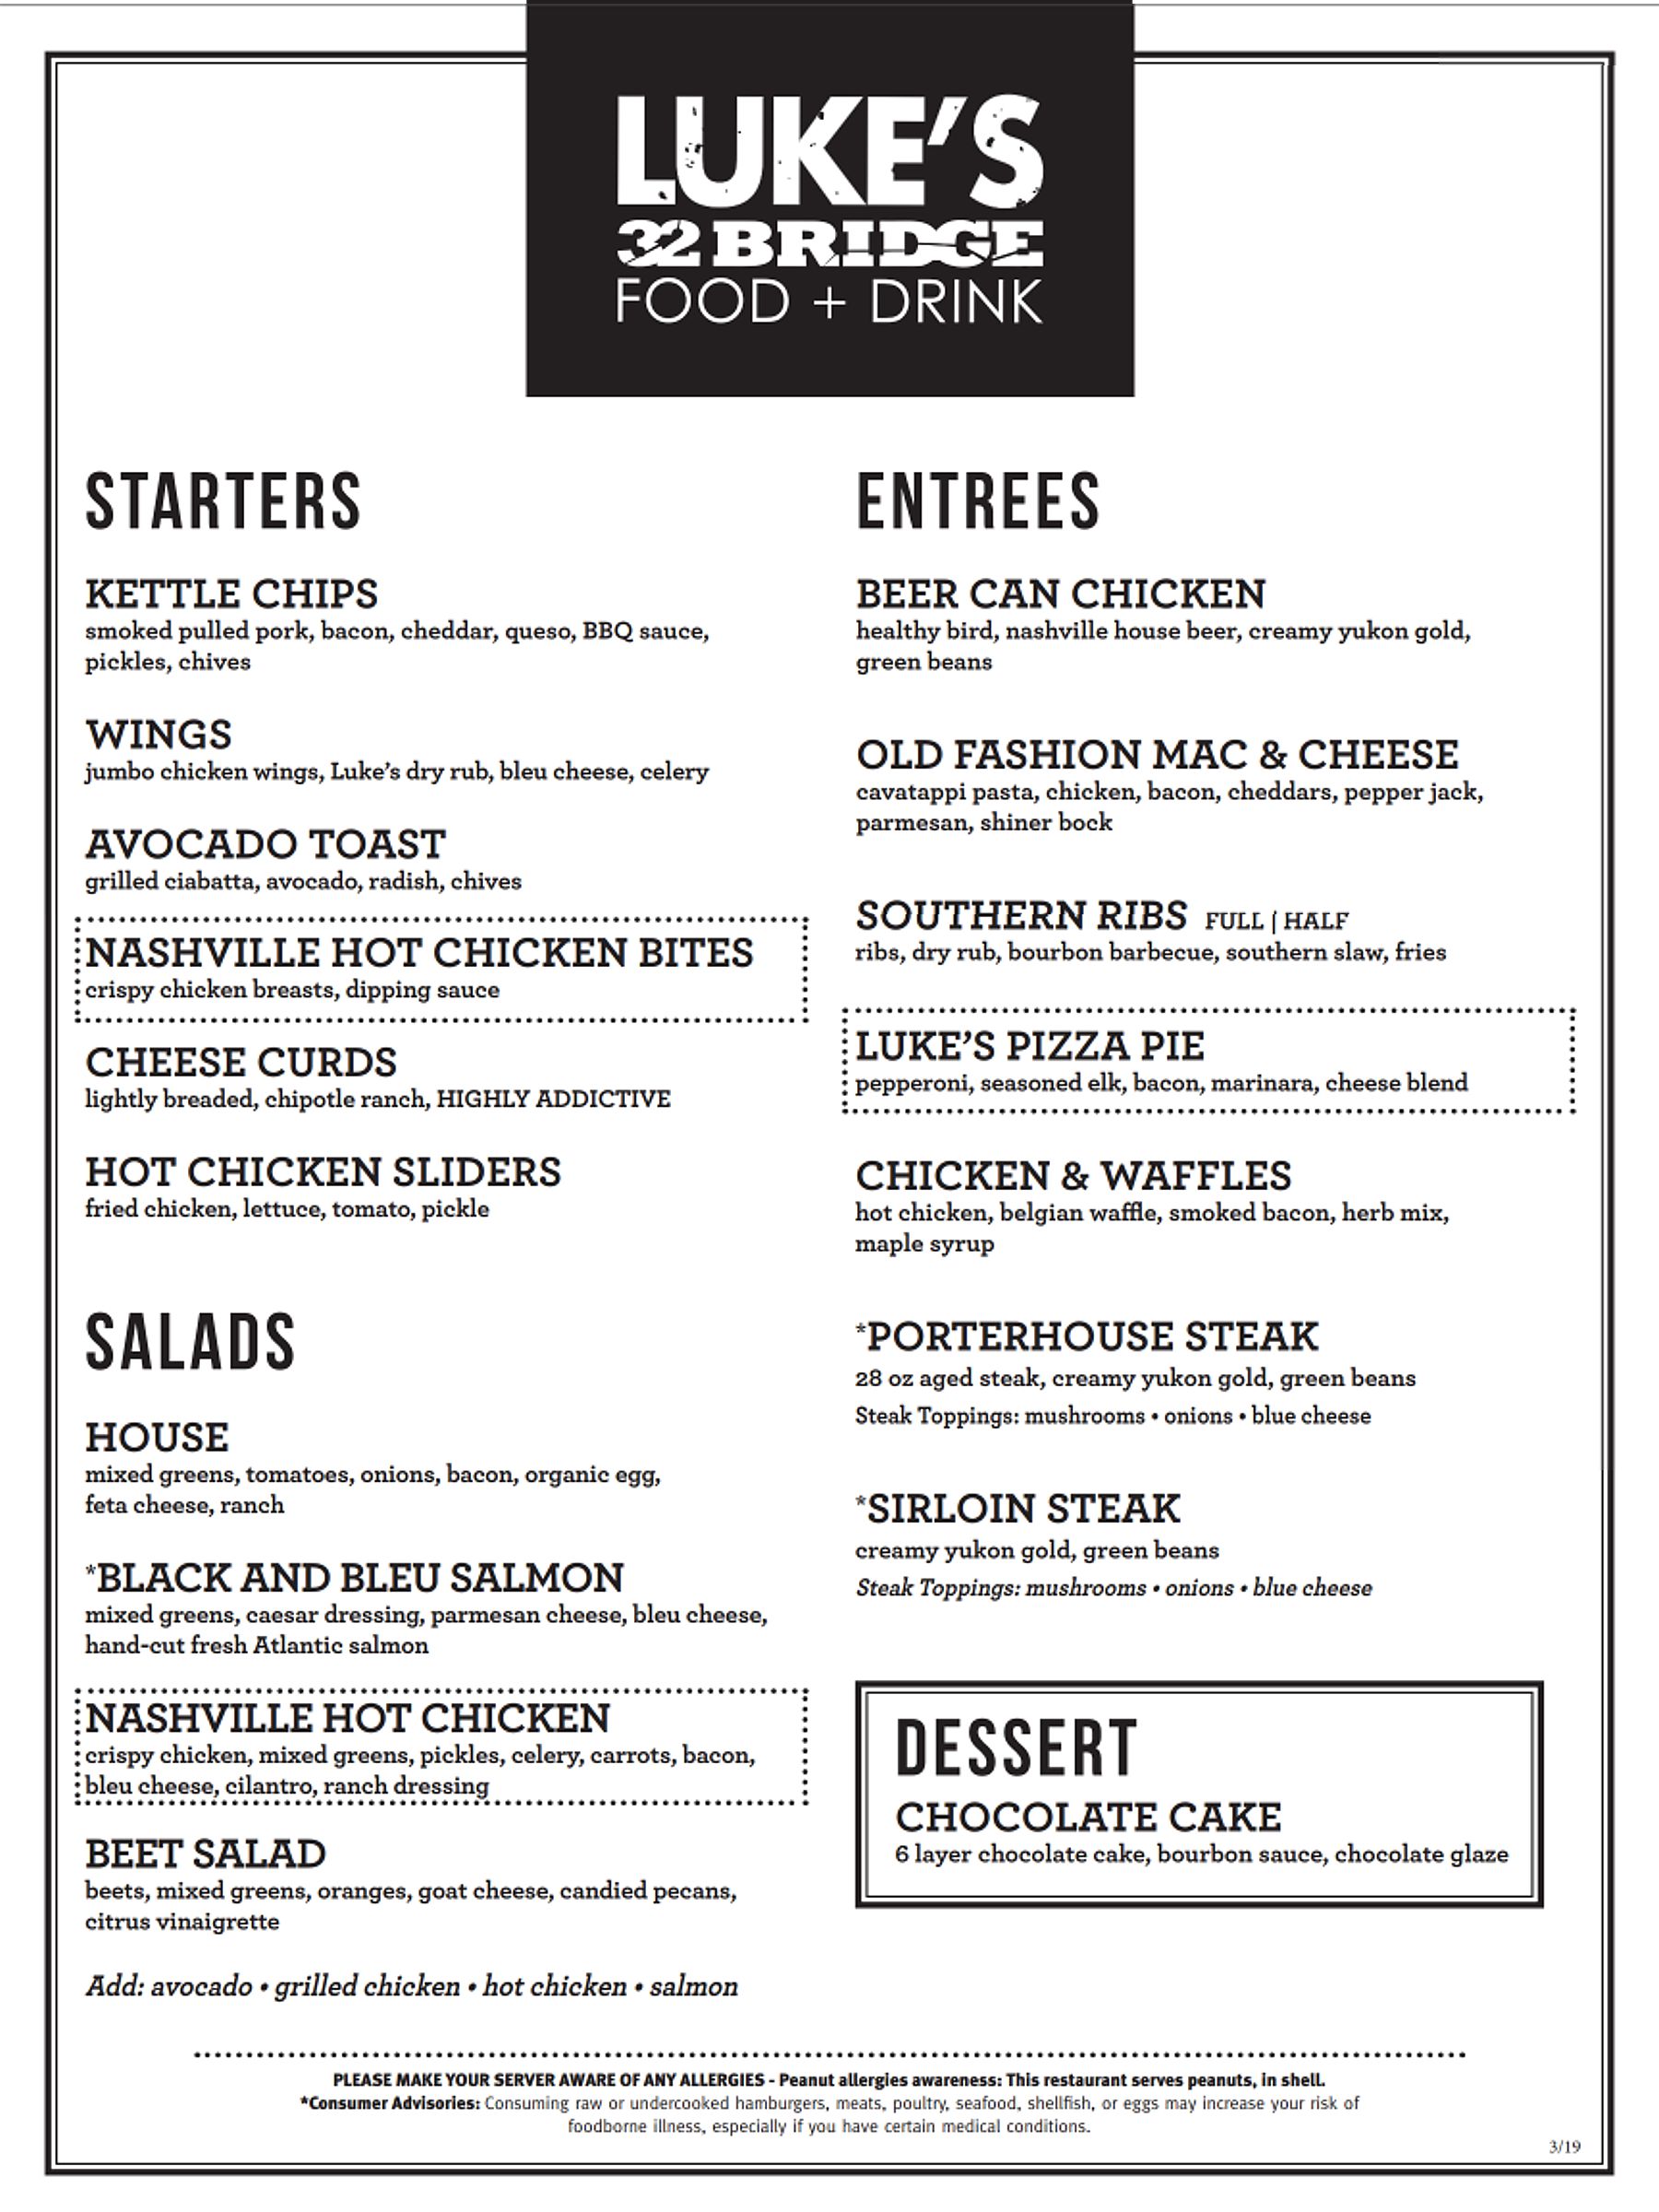 LUKE'S
32 BRIDGE
FOOD + DRINK
STARTERS
KETTLE CHIPS
smoked pulled pork, bacon, cheddar, queso, BBQ sauce,
pickles, chives
WINGS
jumbo chicken wings, Luke's dry rub, bleu cheese, celery
AVOCADO TOAST
grilled ciabatta, avocado, radish, chives
NASHVILLE HOT CHICKEN BITES
crispy chicken breasts, dipping sauce
CHEESE CURDS
lightly breaded, chipotle ranch, HIGHLY ADDICTIVE
HOT CHICKEN SLIDERS
fried chicken, lettuce, tomato, pickle
SALADS
HOUSE
mixed greens, tomatoes, onions, bacon, organic egg,
feta cheese, ranch
*BLACK AND BLEU SALMON
mixed greens, caesar dressing, parmesan cheese, bleu cheese,
hand-cut fresh Atlantic salmon
NASHVILLE HOT CHICKEN
crispy chicken, mixed greens, pickles, celery, carrots, bacon,
bleu cheese, cilantro, ranch dressing
BEET SALAD
beets, mixed greens, oranges, goat cheese, candied pecans,
citrus vinaigrette
Add: avocado • grilled chicken • hot chicken • salmon
ENTREES
BEER CAN CHICKEN
healthy bird, nashville house beer, creamy yukon gold,
green beans
OLD FASHION MAC & CHEESE
cavatappi pasta, chicken, bacon, cheddars, pepper jack,
parmesan, shiner bock
SOUTHERN RIBS FULL | HALF
ribs, dry rub, bourbon barbecue, southern slaw, fries
LUKE'S PIZZA PIE
pepperoni, seasoned elk, bacon, marinara, cheese blend
CHICKEN & WAFFLES
hot chicken, belgian waffle, smoked bacon, herb mix,
maple syrup
*PORTERHOUSE STEAK
28 oz aged steak, creamy yukon gold, green beans
Steak Toppings: mushrooms • onions • blue cheese
*SIRLOIN STEAK
creamy yukon gold, green beans
Steak Toppings: mushrooms • onions • blue cheese
DESSERT
CHOCOLATE CAKE
6 layer chocolate cake, bourbon sauce, chocolate glaze
PLEASE MAKE YOUR SERVER AWARE OF ANY ALLERGIES - Peanut allergies awareness: This restaurant serves peanuts, in shell.
*Consumer Advisories: Consuming raw or undercooked hamburgers, meats, poultry, seafood, shellfish, or eggs may increase your risk of
foodborne illness, especially if you have certain medical conditions.
3/19